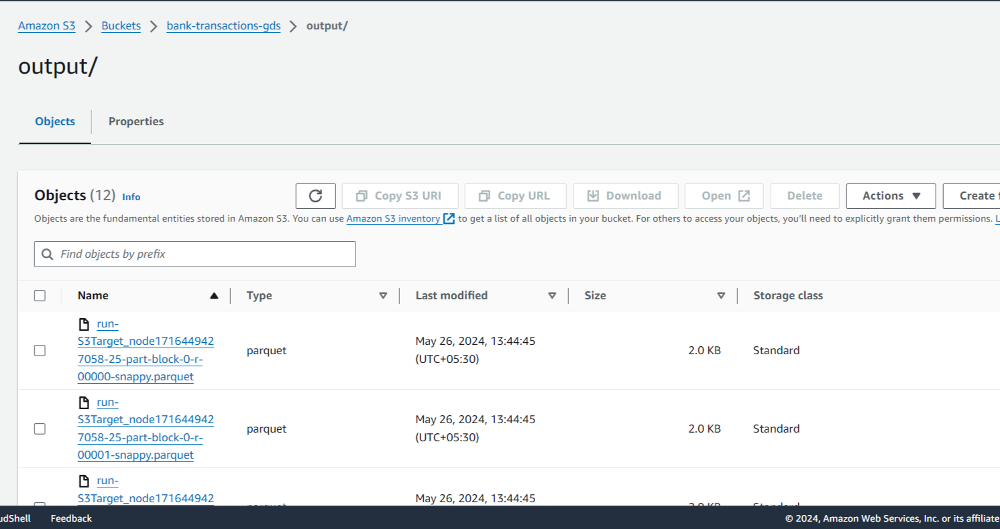 Amazon S3 > Buckets > bank-transactions-gds > output/
output/
Objects Properties
Objects (12) Info Copy S3 URI Copy URL Download Open Delete Actions Create
Objects are the fundamental entities stored in Amazon S3. You can use Amazon S3 inventory to get a list of all objects in your bucket. For others to access your objects, you'll need to explicitly grant them permissions.
Find objects by prefix
Name Type Last modified Size Storage class
run-
S3Target_node171644942
7058-25-part-block-0-r-
00000-snappy.parquet
parquet
May 26, 2024, 13:44:45
(UTC+05:30)
2.0 KB
Standard
run-
S3Target_node171644942
7058-25-part-block-0-r-
00001-snappy.parquet
parquet
May 26, 2024, 13:44:45
(UTC+05:30)
2.0 KB
Standard
run-
S3Target_node171644942
May 26, 2024, 13:44:45
udShell Feedback © 2024, Amazon Web Services, Inc. or its affiliate